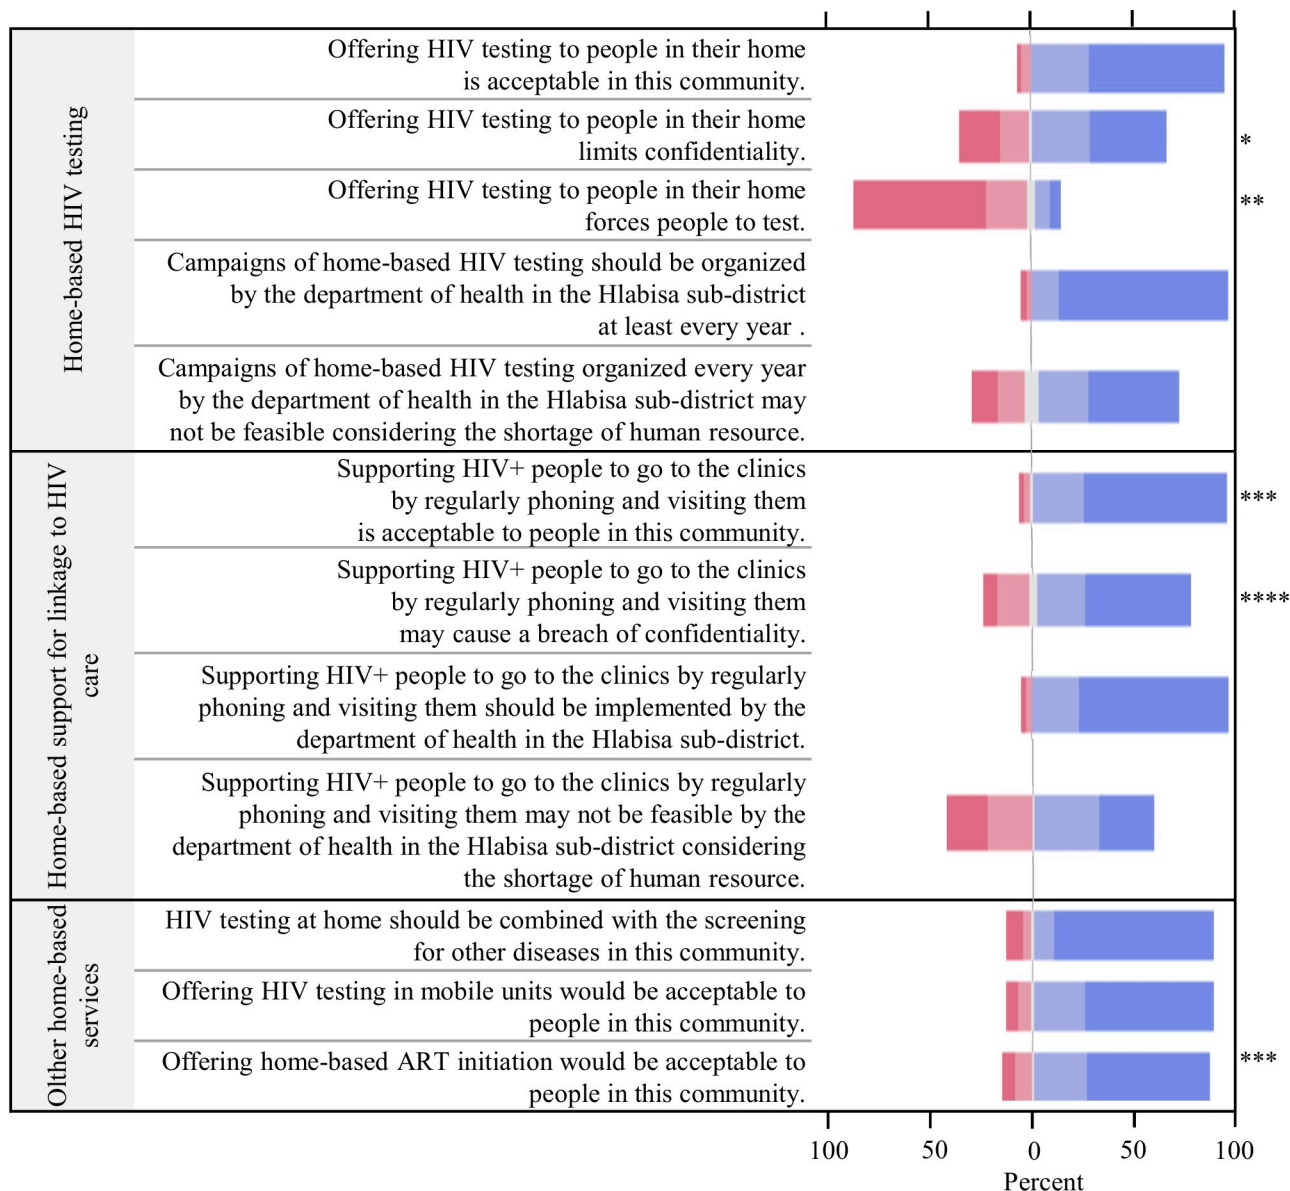 Home-based HIV testing
Offering HIV testing to people in their home
is acceptable in this community.
Offering HIV testing to people in their home
limits confidentiality.
*
Offering HIV testing to people in their home
forces people to test.
**
Campaigns of home-based HIV testing should be organized
by the department of health in the Hlabisa sub-district
at least every year .
Campaigns of home-based HIV testing organized every year
by the department of health in the Hlabisa sub-district may
not be feasible considering the shortage of human resource.
Home-based support for linkage to HIV
care
Supporting HIV+ people to go to the clinics
by regularly phoning and visiting them
is acceptable to people in this community.
***
Supporting HIV+ people to go to the clinics
by regularly phoning and visiting them
may cause a breach of confidentiality.
****
Supporting HIV+ people to go to the clinics by regularly
phoning and visiting them should be implemented by the
department of health in the Hlabisa sub-district.
Supporting HIV+ people to go to the clinics by regularly
phoning and visiting them may not be feasible by the
department of health in the Hlabisa sub-district considering
the shortage of human resource.
Olther home-based
services
HIV testing at home should be combined with the screening
for other diseases in this community.
Offering HIV testing in mobile units would be acceptable to
people in this community.
Offering home-based ART initiation would be acceptable to
people in this community.
***
100 50 0 50 100
Percent